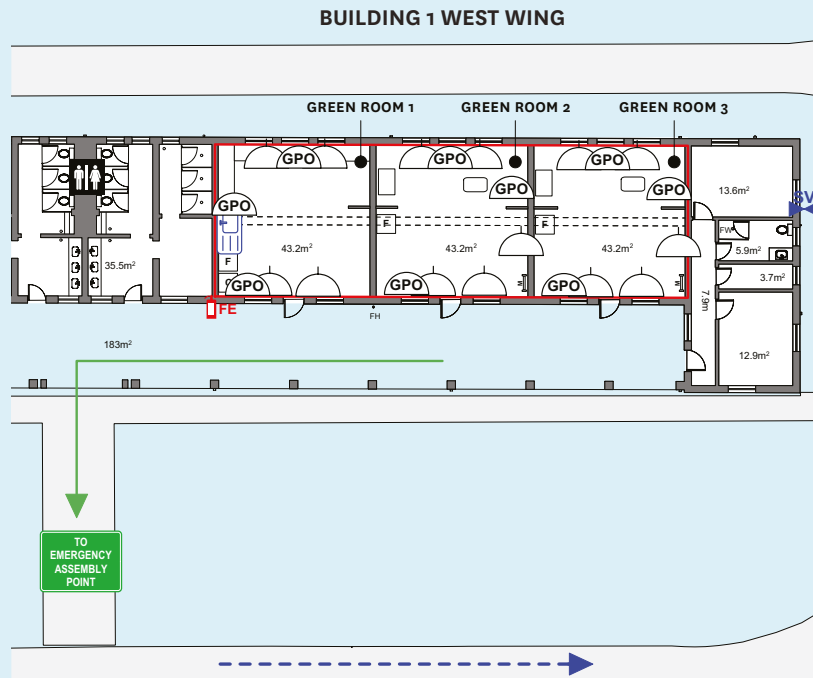 BUILDING 1 WEST WING
GREEN ROOM 1
GREEN ROOM 2
GREEN ROOM 3
GPO
GPO
GPO
GPO
GPO
GPO
13.6m²
SV
F
F
FW
5.9m²
35.5m²
43.2m²
43.2m²
43.2m²
F
3.7m²
GPO
GPO
GPO
7.9m
FE
FH
183m²
12.9m²
TO
EMERGENCY
ASSEMBLY
POINT